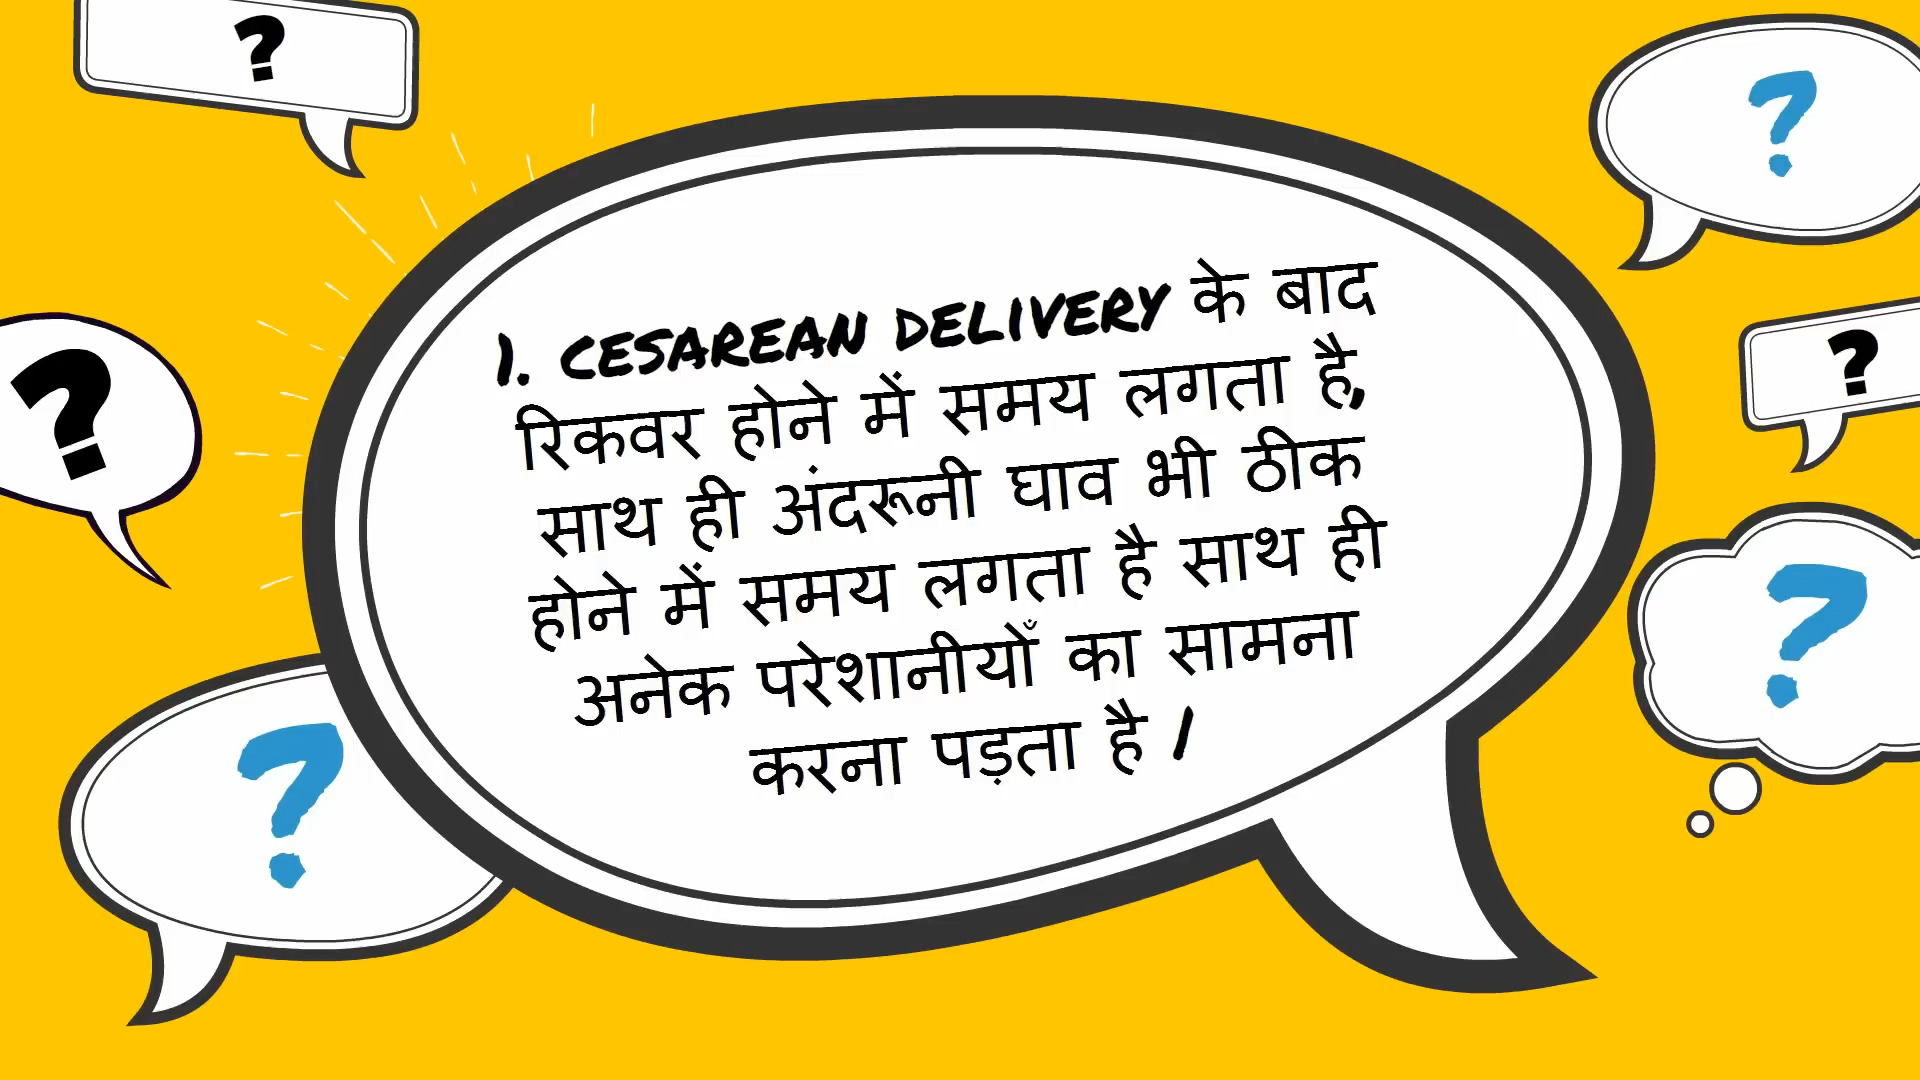 ?
?
?
?
?
?
1. CESAREAN DELIVERY के बाद
रिकवर होने में समय लगता है,
साथ ही अंदरूनी घाव भी ठीक
होने में समय लगता है साथ ही
अनेक परेशानीयोँ का सामना
करना पड़ता है /